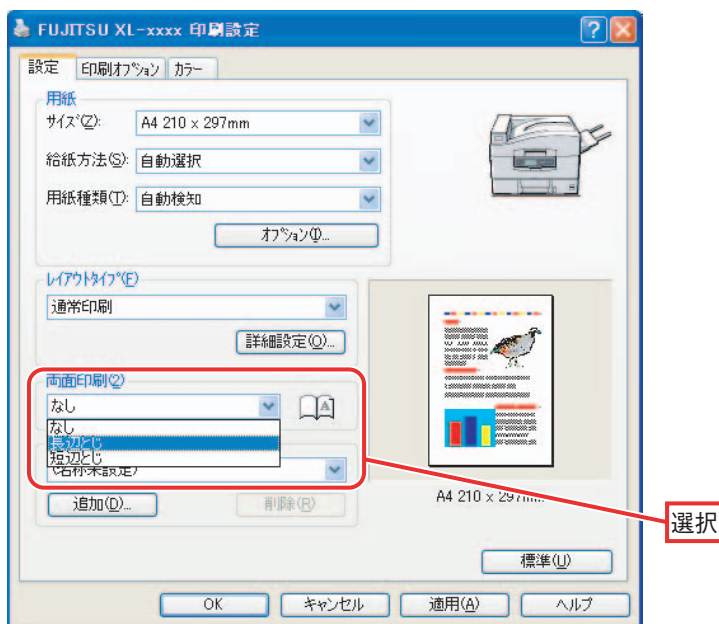 FUJITSU XL-xxxx 印刷設定
設定 印刷オプション カラー
用紙
サイズ(Z): A4 210 x 297mm
給紙方法(S): 自動選択
用紙種類(T): 自動検知
オプション(I)...
レイアウトタイプ(F)
通常印刷
詳細設定(O)...
両面印刷(2)
なし
なし
長辺とじ
短辺とじ
(名称未設定)
追加(D)...
削除(R)
A4 210 x 297mm
選択
標準(U)
OK キャンセル 適用(A) ヘルプ